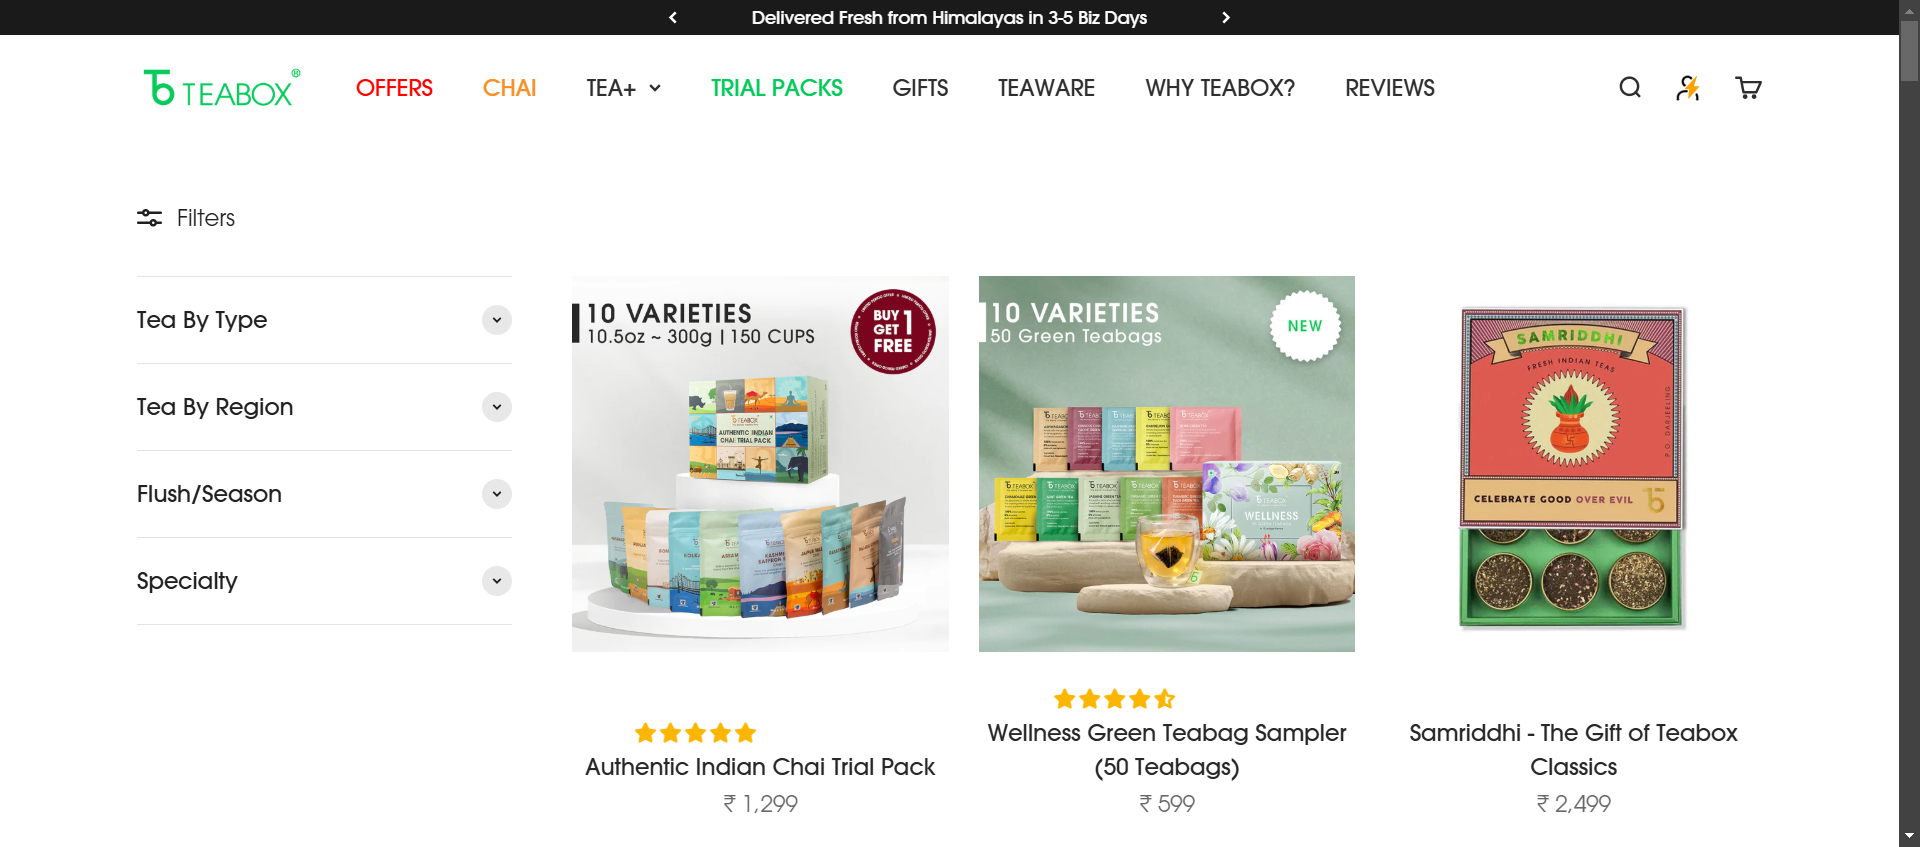 Delivered Fresh from Himalayas in 3-5 Biz Days
TEABOX®
OFFERS
CHAI
TEA+
TRIAL PACKS
GIFTS
TEAWARE
WHY TEABOX?
REVIEWS
Filters
Tea By Type
Tea By Region
Flush/Season
Specialty
10 VARIETIES
10.5oz ~ 300g | 150 CUPS
BUY 1
GET
FREE
TEABOX
AUTHENTIC INDIAN
CHAI TRIAL PACK
Authentic Indian Chai Trial Pack
₹ 1,299
10 VARIETIES
50 Green Teabags
NEW
TEABOX
WELLNESS
Wellness Green Teabag Sampler
(50 Teabags)
₹ 599
SAMRIDDHI
FRESH INDIAN TEAS
P.O. DARJEELING
CELEBRATE GOOD OVER EVIL
Samriddhi - The Gift of Teabox
Classics
₹ 2,499